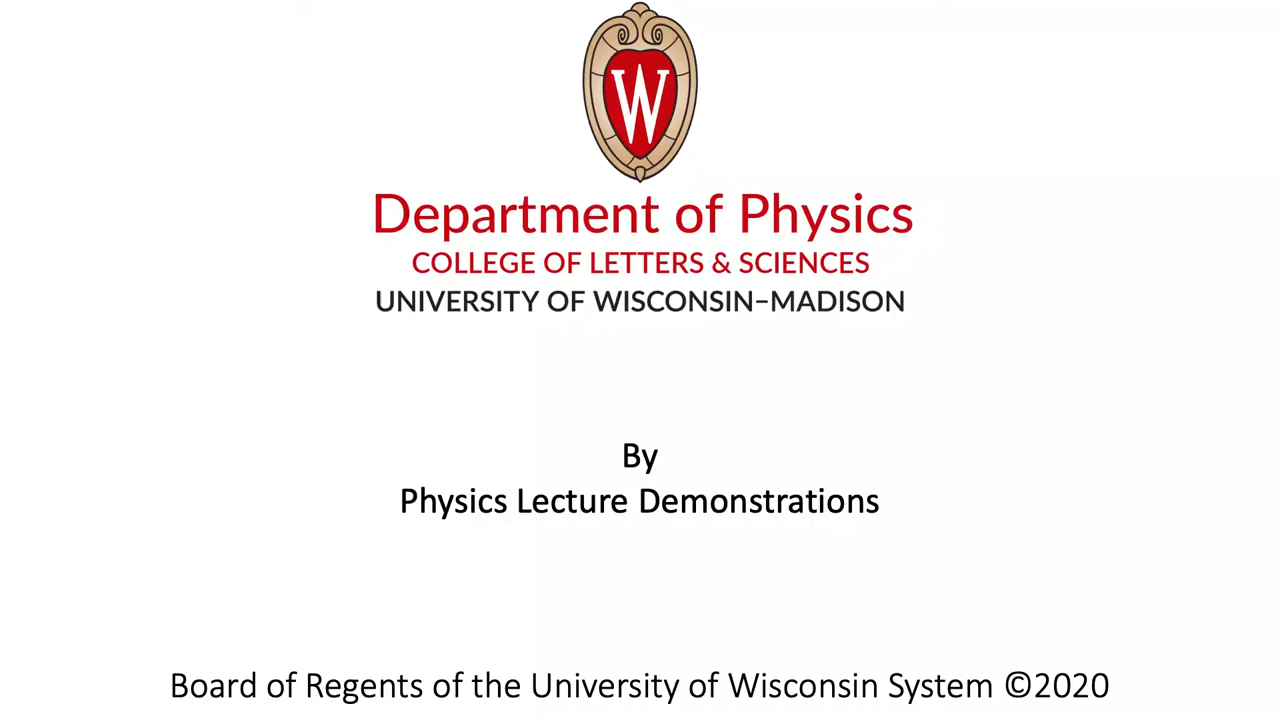 W
Department of Physics
COLLEGE OF LETTERS & SCIENCES
UNIVERSITY OF WISCONSIN–MADISON
By
Physics Lecture Demonstrations
Board of Regents of the University of Wisconsin System ©2020